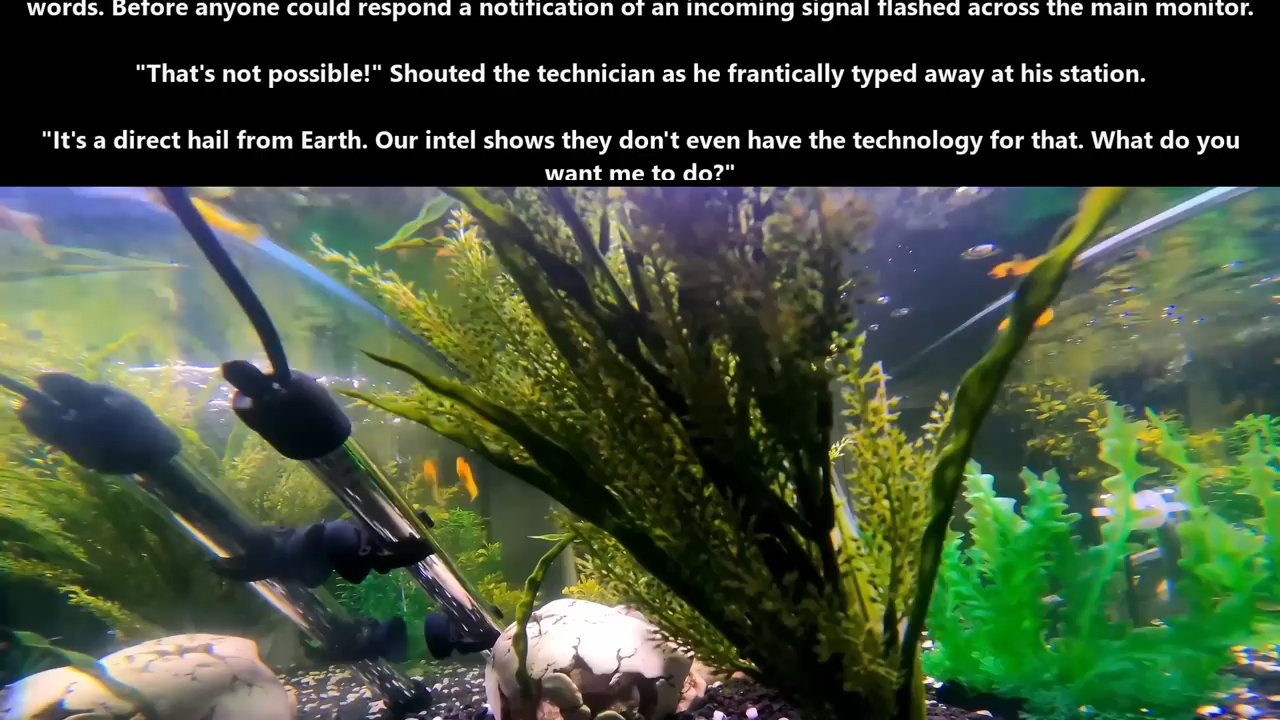 words. Before anyone could respond a notification of an incoming signal flashed across the main monitor.
"That's not possible!" Shouted the technician as he frantically typed away at his station.
"It's a direct hail from Earth. Our intel shows they don't even have the technology for that. What do you
want me to do?"